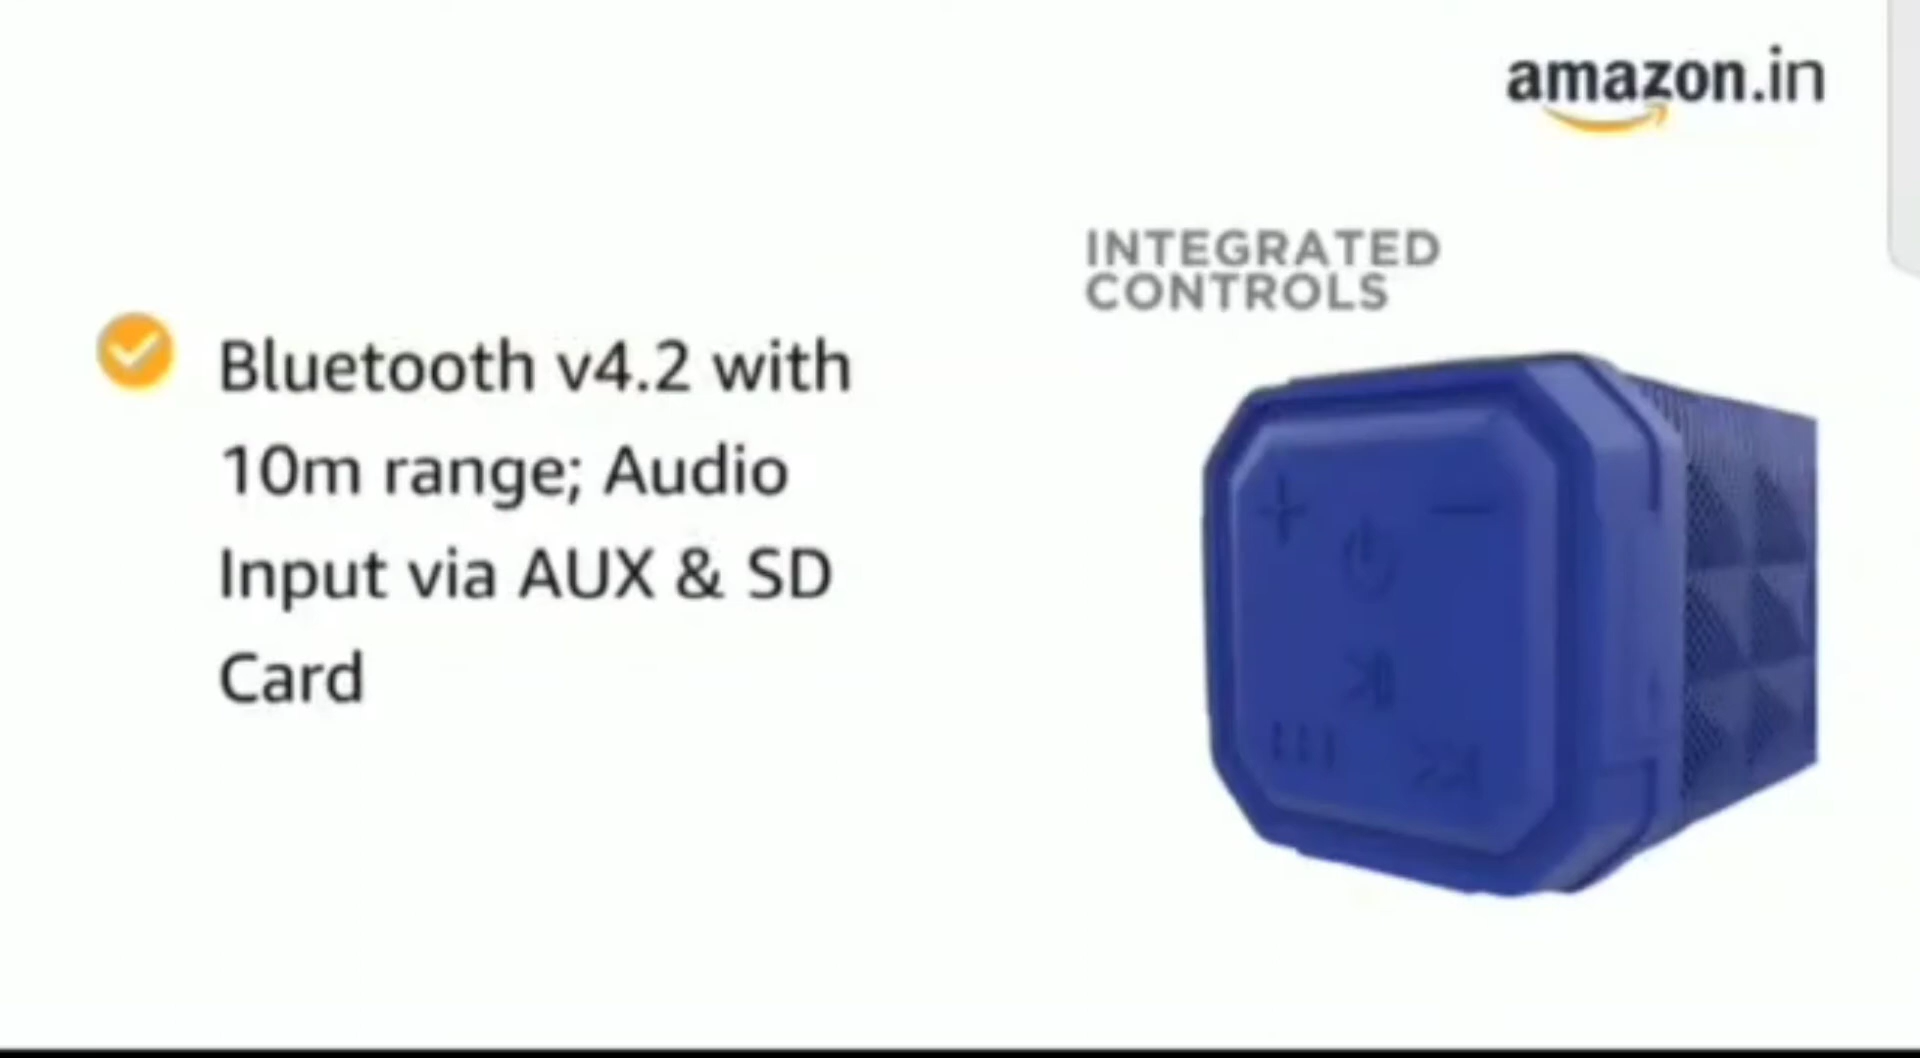 amazon.in
INTEGRATED
CONTROLS
Bluetooth v4.2 with
10m range; Audio
Input via AUX & SD
Card